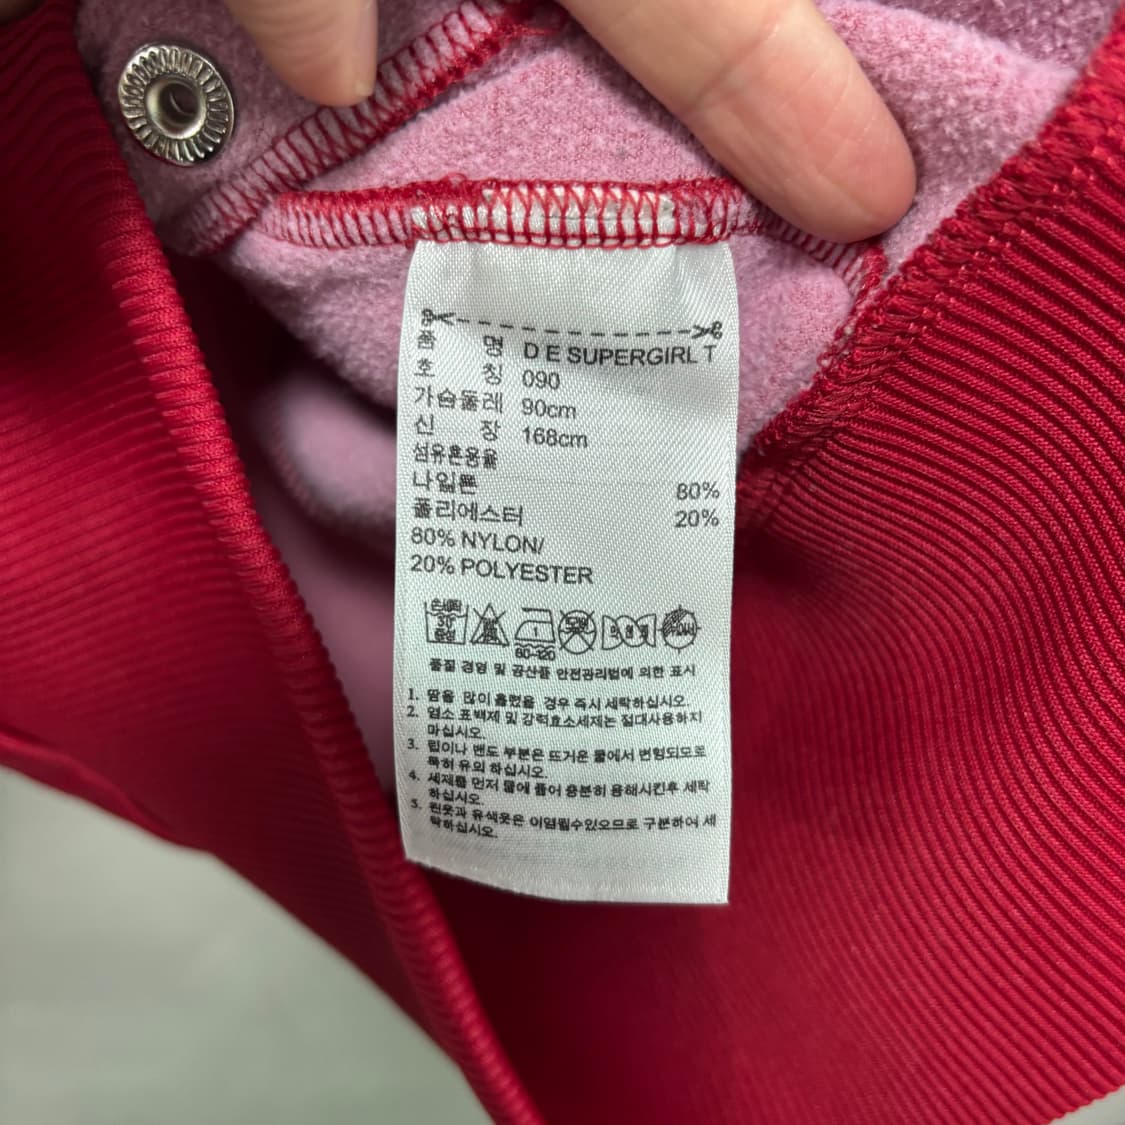 품 명 D E SUPERGIRL T
호 칭 090
가슴둘레 90cm
신 장 168cm
섬유혼용율
나일론 80%
폴리에스터 20%
80% NYLON/
20% POLYESTER
손세탁 30 중성 60~120
품질 경영 및 공산품 안전관리법에 의한 표시
1. 땀을 많이 흘렸을 경우 즉시 세탁하십시오.
2. 염소 표백제 및 강력효소세제는 절대사용하지
마십시오.
3. 립이나 밴드 부분은 뜨거운 물에서 변형되므로
특히 유의 하십시오.
4. 세제를 먼저 물에 풀어 충분히 용해시킨후 세탁
하십시오.
5. 흰옷과 유색옷은 이염될수있으므로 구분하여 세
탁하십시오.